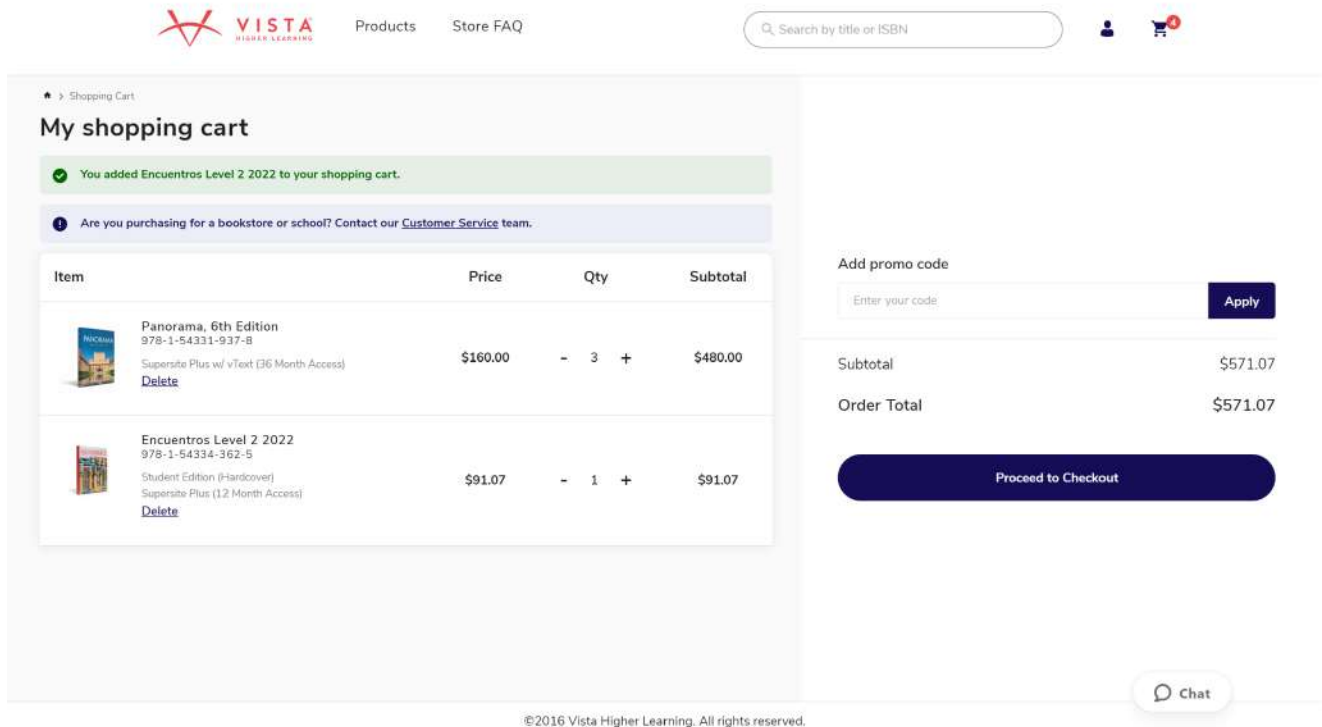 VISTA
HIGHER LEARNING
Products Store FAQ
Search by title or ISBN
4
> Shopping Cart
My shopping cart
You added Encuentros Level 2 2022 to your shopping cart.
Are you purchasing for a bookstore or school? Contact our Customer Service team.
Item Price Qty Subtotal
PANORAMA
Panorama, 6th Edition
978-1-54331-937-8
Supersite Plus w/ vText (36 Month Access)
Delete
$160.00 - 3 + $480.00
Encuentros Level 2 2022
978-1-54334-362-5
Student Edition (Hardcover)
Supersite Plus (12 Month Access)
Delete
$91.07 - 1 + $91.07
Add promo code
Enter your code Apply
Subtotal $571.07
Order Total $571.07
Proceed to Checkout
Chat
©2016 Vista Higher Learning. All rights reserved.